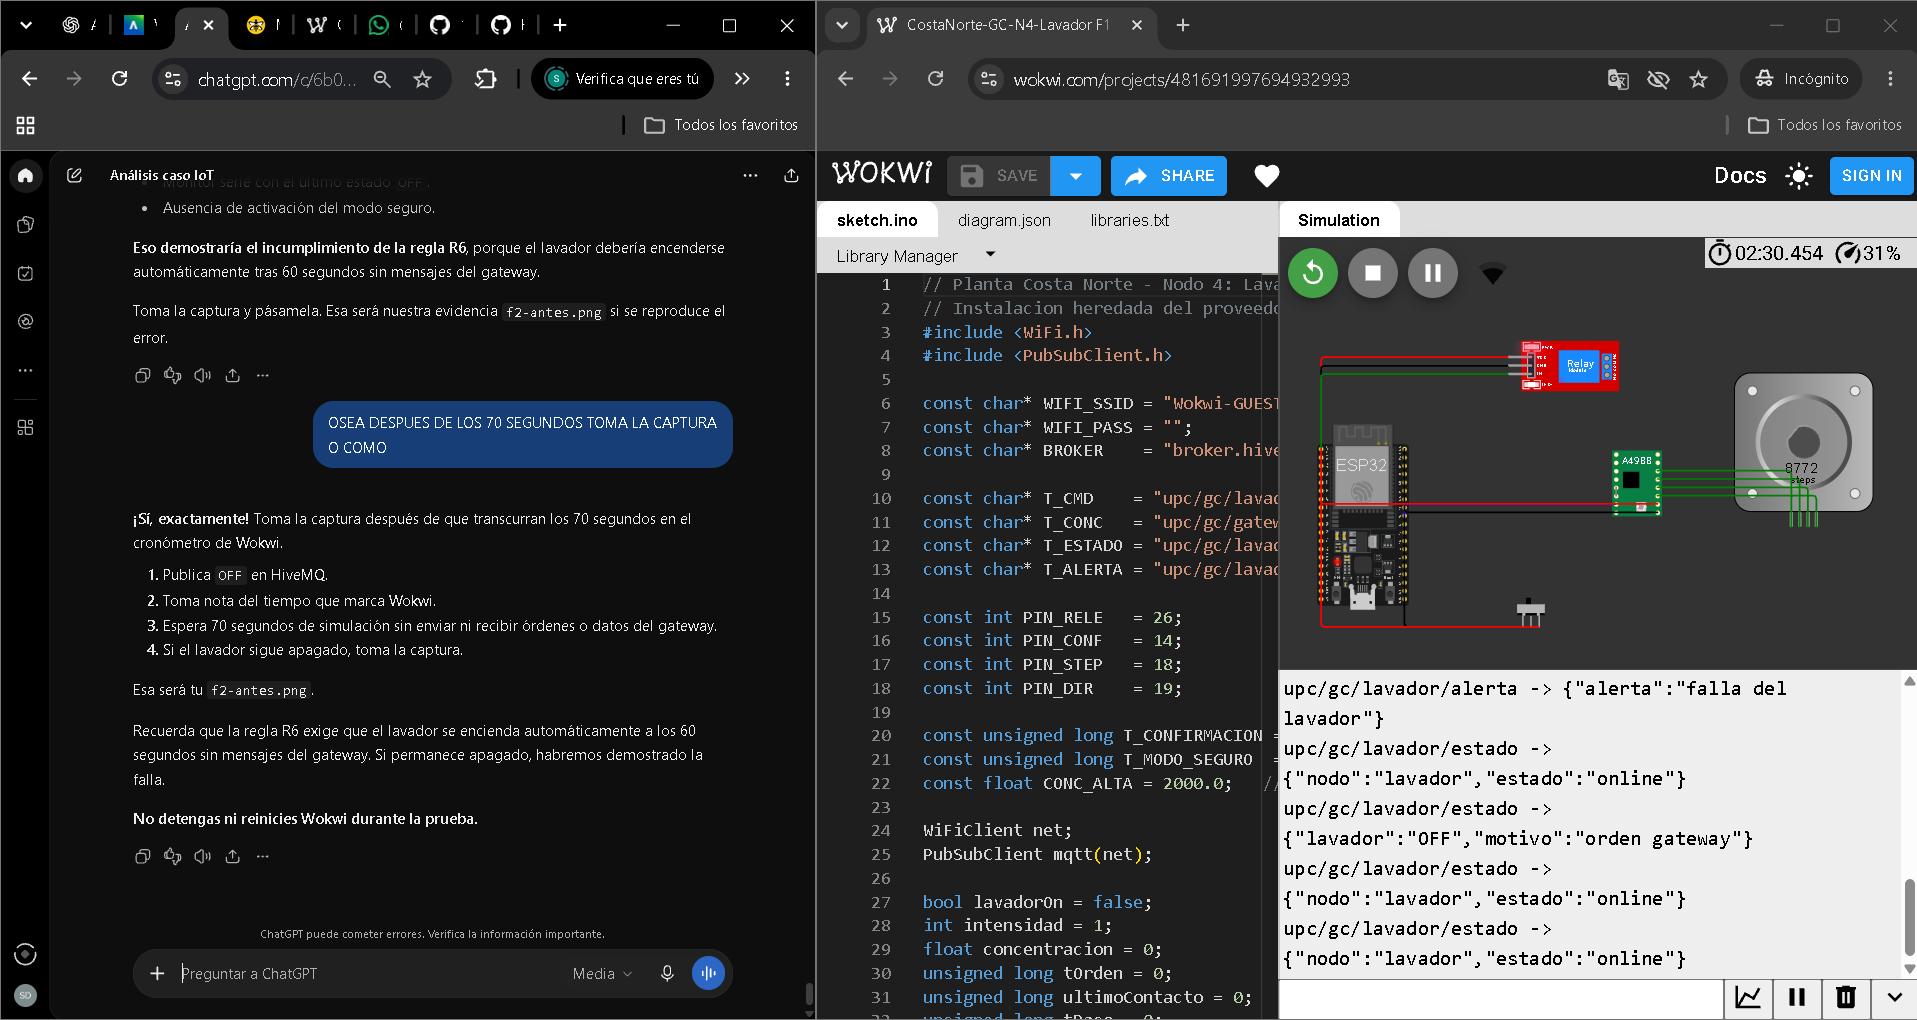 chatgpt.com/c/6b0...
Verifica que eres tú
Todos los favoritos
Análisis caso IoT
Monitor serie con el último estado OFF.
• Ausencia de activación del modo seguro.
Eso demostraría el incumplimiento de la regla R6, porque el lavador debería encenderse
automáticamente tras 60 segundos sin mensajes del gateway.
Toma la captura y pásamela. Esa será nuestra evidencia f2-antes.png si se reproduce el
error.
OSEA DESPUES DE LOS 70 SEGUNDOS TOMA LA CAPTURA
O COMO
¡Sí, exactamente! Toma la captura después de que transcurran los 70 segundos en el
cronómetro de Wokwi.
1. Publica OFF en HiveMQ.
2. Toma nota del tiempo que marca Wokwi.
3. Espera 70 segundos de simulación sin enviar ni recibir órdenes o datos del gateway.
4. Si el lavador sigue apagado, toma la captura.
Esa será tu f2-antes.png.
Recuerda que la regla R6 exige que el lavador se encienda automáticamente a los 60
segundos sin mensajes del gateway. Si permanece apagado, habremos demostrado la
falla.
No detengas ni reinicies Wokwi durante la prueba.
ChatGPT puede cometer errores. Verifica la información importante.
Preguntar a ChatGPT
Media
SD
CostaNorte-GC-N4-Lavador F1
wokwi.com/projects/481691997694932993
Incógnito
Todos los favoritos
WOKWi
SAVE
SHARE
Docs
SIGN IN
sketch.ino
diagram.json
libraries.txt
Library Manager
1 // Planta Costa Norte - Nodo 4: Lava
2 // Instalacion heredada del proveedo
3 #include <WiFi.h>
4 #include <PubSubClient.h>
5
6 const char* WIFI_SSID = "Wokwi-GUEST
7 const char* WIFI_PASS = "";
8 const char* BROKER = "broker.hive
9
10 const char* T_CMD = "upc/gc/lavad
11 const char* T_CONC = "upc/gc/gatew
12 const char* T_ESTADO = "upc/gc/lavad
13 const char* T_ALERTA = "upc/gc/lavad
14
15 const int PIN_RELE = 26;
16 const int PIN_CONF = 14;
17 const int PIN_STEP = 18;
18 const int PIN_DIR = 19;
19
20 const unsigned long T_CONFIRMACION =
21 const unsigned long T_MODO_SEGURO =
22 const float CONC_ALTA = 2000.0; //
23
24 WiFiClient net;
25 PubSubClient mqtt(net);
26
27 bool lavadorOn = false;
28 int intensidad = 1;
29 float concentracion = 0;
30 unsigned long tOrden = 0;
31 unsigned long ultimoContacto = 0;
Simulation
02:30.454
31%
Relay
Module
ESP32
A4988
8772
steps
upc/gc/lavador/alerta -> {"alerta":"falla del
lavador"}
upc/gc/lavador/estado ->
{"nodo":"lavador","estado":"online"}
upc/gc/lavador/estado ->
{"lavador":"OFF","motivo":"orden gateway"}
upc/gc/lavador/estado ->
{"nodo":"lavador","estado":"online"}
upc/gc/lavador/estado ->
{"nodo":"lavador","estado":"online"}